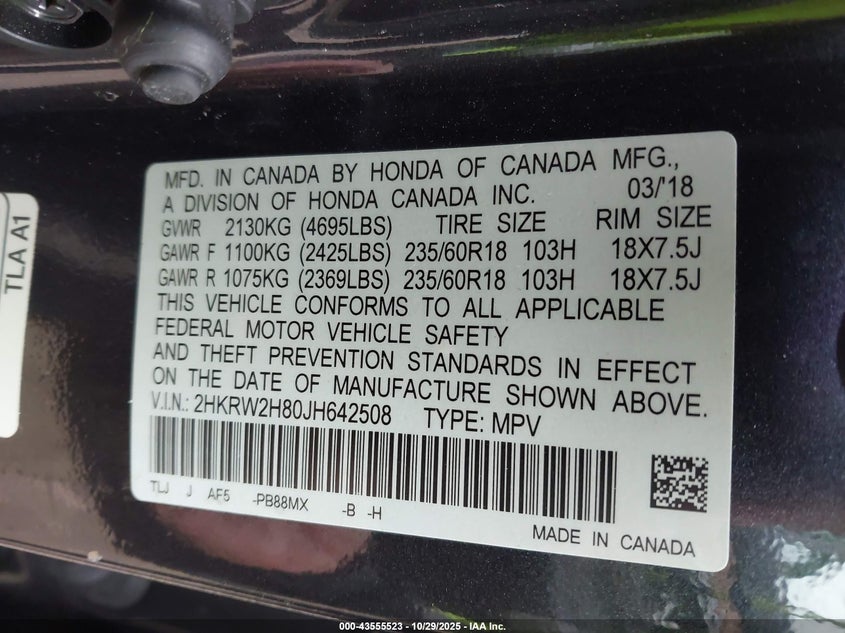 MFD. IN CANADA BY HONDA OF CANADA MFG.,
A DIVISION OF HONDA CANADA INC. 03/'18
GVWR 2130KG (4695LBS) TIRE SIZE RIM SIZE
GAWR F 1100KG (2425LBS) 235/60R18 103H 18X7.5J
GAWR R 1075KG (2369LBS) 235/60R18 103H 18X7.5J
THIS VEHICLE CONFORMS TO ALL APPLICABLE
FEDERAL MOTOR VEHICLE SAFETY
AND THEFT PREVENTION STANDARDS IN EFFECT
ON THE DATE OF MANUFACTURE SHOWN ABOVE.
V.I.N.: 2HKRW2H80JH642508 TYPE: MPV
TLJ J AF5 -PB88MX -B -H
MADE IN CANADA
TLA A1
000-43555523 - 10/29/2025 - IAA Inc.